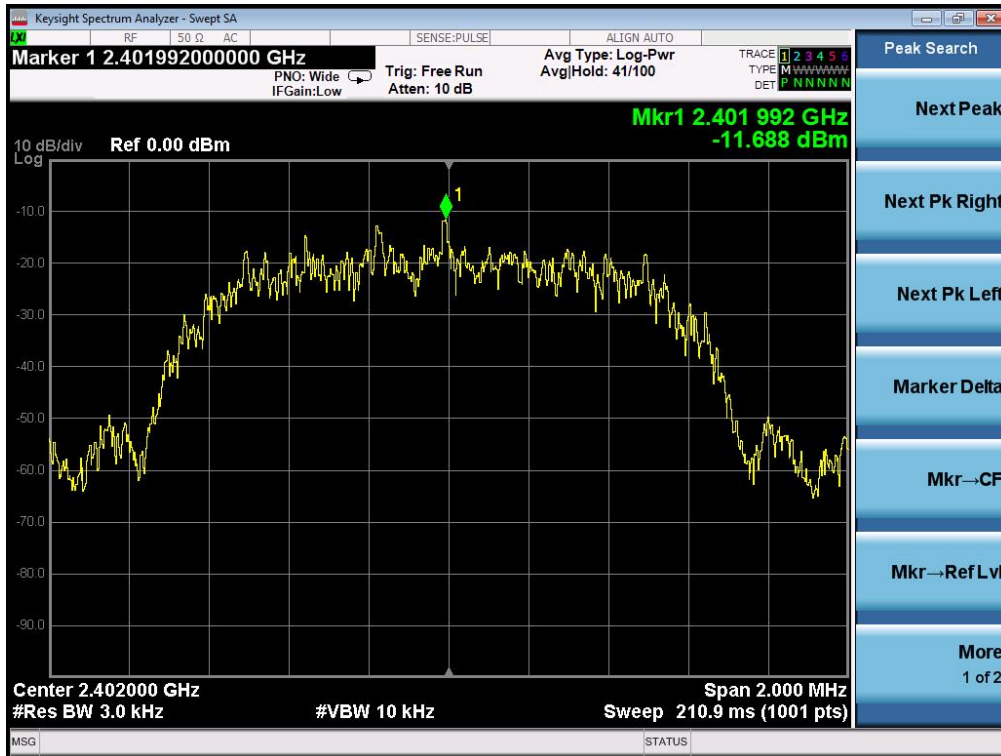 Keysight Spectrum Analyzer - Swept SA
LXI RF 50 Ω AC SENSE:PULSE ALIGN AUTO
Marker 1 2.401992000000 GHz
PNO: Wide
IFGain:Low
Trig: Free Run
Atten: 10 dB
Avg Type: Log-Pwr
Avg|Hold: 41/100
TRACE 1 2 3 4 5 6
TYPE M W W W W W
DET P N N N N N
Mkr1 2.401 992 GHz
-11.688 dBm
10 dB/div Ref 0.00 dBm
Log
1
-10.0
-20.0
-30.0
-40.0
-50.0
-60.0
-70.0
-80.0
-90.0
Center 2.402000 GHz Span 2.000 MHz
#Res BW 3.0 kHz #VBW 10 kHz Sweep 210.9 ms (1001 pts)
MSG STATUS
Peak Search
Next Peak
Next Pk Right
Next Pk Left
Marker Delta
Mkr→CF
Mkr→Ref Lvl
More
1 of 2